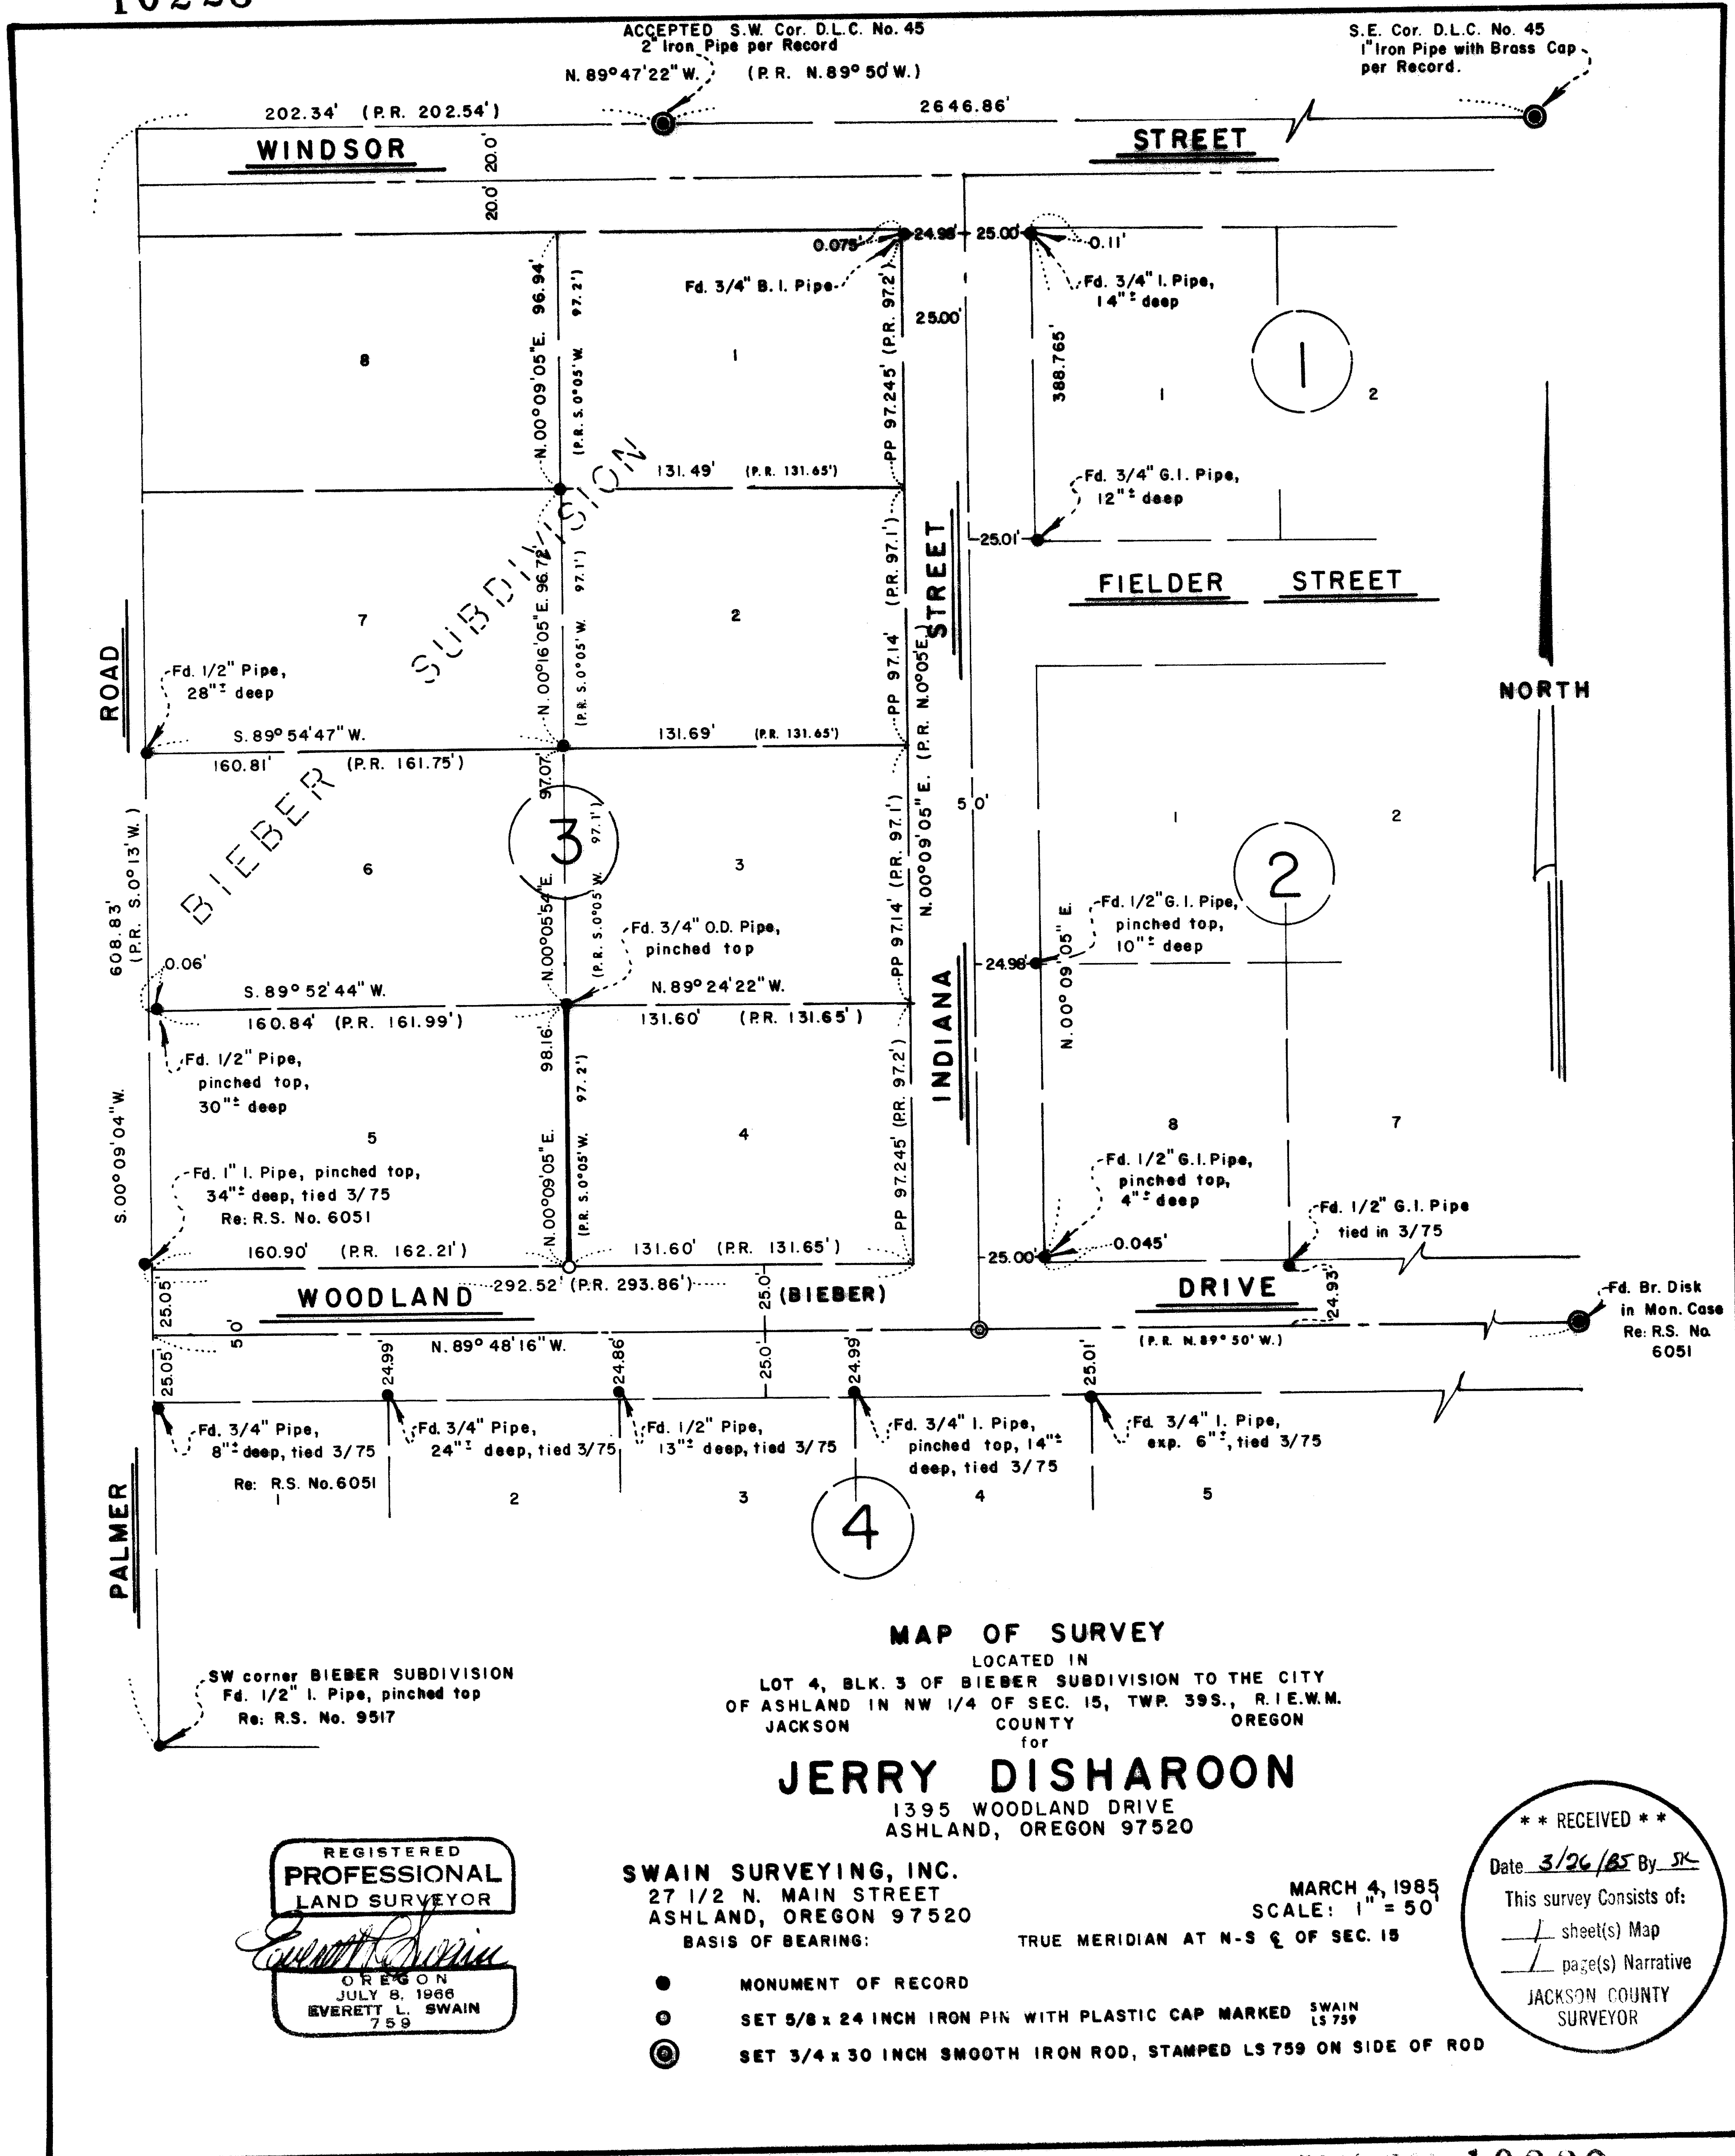 ACCEPTED S.W. Cor. D.L.C. No. 45
2" Iron Pipe per Record
N. 89° 47' 22" W. (P.R. N. 89° 50' W.)
S.E. Cor. D.L.C. No. 45
1" Iron Pipe with Brass Cap
per Record.
202.34' (P.R. 202.54')
2646.86'
WINDSOR
STREET
20.0'
20.0'
0.075'
24.98'
25.00'
0.11'
Fd. 3/4" B.I. Pipe
Fd. 3/4" I. Pipe,
14"± deep
25.00'
N. 00° 09' 05" E. 96.94'
(P.R. S. 0° 05' W. 97.2')
PP 97.245' (P.R. 97.2')
388.765'
8
1
1
1
2
131.49' (P.R. 131.65')
Fd. 3/4" G.I. Pipe,
12"± deep
25.01'
BIEBER SUBDIVISION
N. 00° 16' 05" E. 96.72'
(P.R. S. 0° 05' W. 97.1')
PP 97.14' (P.R. 97.1')
STREET
FIELDER STREET
7
2
ROAD
Fd. 1/2" Pipe,
28"± deep
NORTH
S. 89° 54' 47" W.
160.81' (P.R. 161.75')
131.69' (P.R. 131.65')
N. 00° 09' 05" E. (P.R. N. 0° 05' E.)
50'
97.07'
N. 00° 05' 54" E.
(P.R. S. 0° 05' W. 97.1')
PP 97.14' (P.R. 97.1')
3
6
3
1
2
2
608.83'
(P.R. S. 0° 13' W.)
S. 00° 09' 04" W.
0.06'
Fd. 3/4" O.D. Pipe,
pinched top
Fd. 1/2" G.I. Pipe,
pinched top,
10"± deep
24.98'
N. 00° 09' 05" E.
INDIANA
S. 89° 52' 44" W.
160.84' (P.R. 161.99')
N. 89° 24' 22" W.
131.60' (P.R. 131.65')
Fd. 1/2" Pipe,
pinched top,
30"± deep
98.16'
N. 00° 09' 05" E.
(P.R. S. 0° 05' W. 97.2')
PP 97.245' (P.R. 97.2')
5
4
8
7
Fd. 1" I. Pipe, pinched top,
34"± deep, tied 3/75
Re: R.S. No. 6051
Fd. 1/2" G.I. Pipe,
pinched top,
4"± deep
Fd. 1/2" G.I. Pipe
tied in 3/75
160.90' (P.R. 162.21')
131.60' (P.R. 131.65')
25.00'
0.045'
292.52' (P.R. 293.86')
WOODLAND
(BIEBER)
DRIVE
24.93'
Fd. Br. Disk
in Mon. Case
Re: R.S. No.
6051
25.05'
50'
25.0'
N. 89° 48' 16" W.
(P.R. N. 89° 50' W.)
25.05'
24.99'
24.86'
25.0'
24.99'
25.01'
Fd. 3/4" Pipe,
8"± deep, tied 3/75
Re: R.S. No. 6051
Fd. 3/4" Pipe,
24"± deep, tied 3/75
Fd. 1/2" Pipe,
13"± deep, tied 3/75
Fd. 3/4" I. Pipe,
pinched top, 14"±
deep, tied 3/75
Fd. 3/4" I. Pipe,
exp. 6"±, tied 3/75
1
2
3
4
5
4
PALMER
SW corner BIEBER SUBDIVISION
Fd. 1/2" I. Pipe, pinched top
Re: R.S. No. 9517
MAP OF SURVEY
LOCATED IN
LOT 4, BLK. 3 OF BIEBER SUBDIVISION TO THE CITY
OF ASHLAND IN NW 1/4 OF SEC. 15, TWP. 39S., R. 1 E.W.M.
JACKSON COUNTY OREGON
for
JERRY DISHAROON
1395 WOODLAND DRIVE
ASHLAND, OREGON 97520
SWAIN SURVEYING, INC.
27 1/2 N. MAIN STREET
ASHLAND, OREGON 97520
MARCH 4, 1985
SCALE: 1" = 50'
BASIS OF BEARING: TRUE MERIDIAN AT N-S ℄ OF SEC. 15
MONUMENT OF RECORD
SET 5/8 x 24 INCH IRON PIN WITH PLASTIC CAP MARKED SWAIN LS 759
SET 3/4 x 30 INCH SMOOTH IRON ROD, STAMPED LS 759 ON SIDE OF ROD
REGISTERED
PROFESSIONAL
LAND SURVEYOR
Everett L. Swain
OREGON
JULY 8, 1966
EVERETT L. SWAIN
759
* * RECEIVED * *
Date 3/26/85 By SK
This survey Consists of:
1 sheet(s) Map
1 page(s) Narrative
JACKSON COUNTY
SURVEYOR